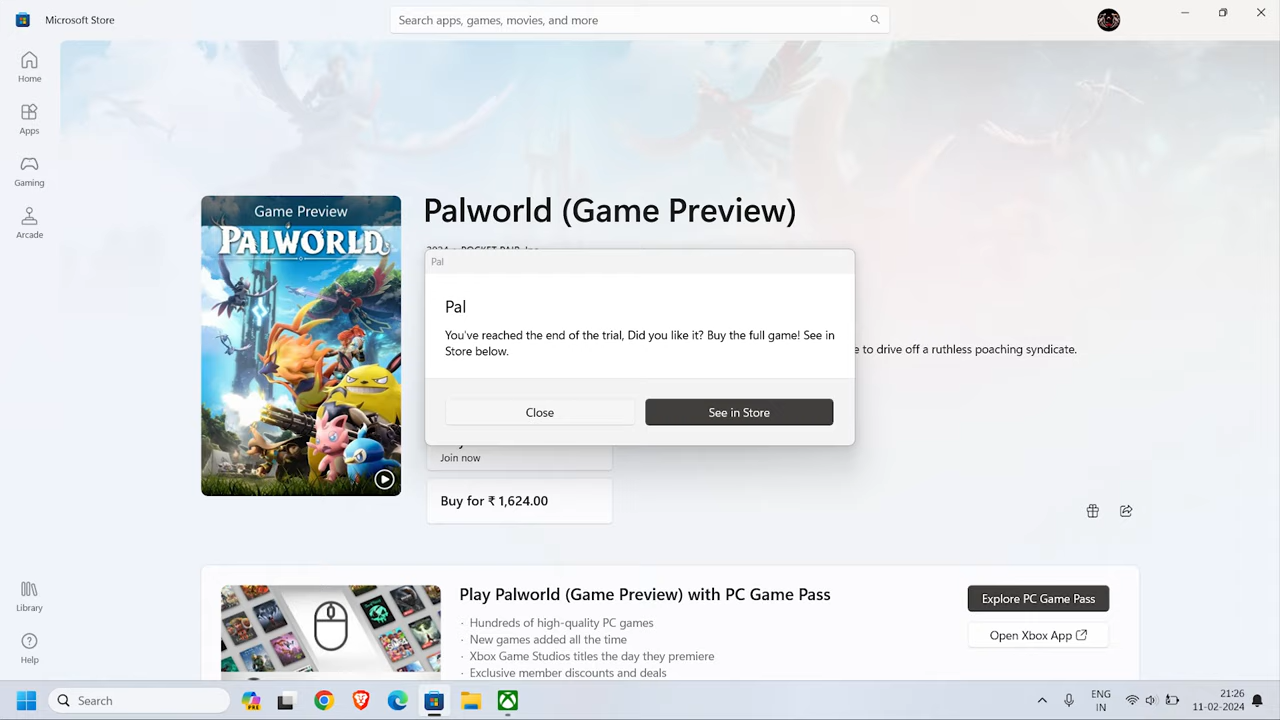 Microsoft Store
Search apps, games, movies, and more
Home
Apps
Gaming
Arcade
Game Preview
PALWORLD
Palworld (Game Preview)
Pal
Pal
You've reached the end of the trial, Did you like it? Buy the full game! See in
Store below.
e to drive off a ruthless poaching syndicate.
Close
See in Store
Join now
Buy for ₹ 1,624.00
Play Palworld (Game Preview) with PC Game Pass
· Hundreds of high-quality PC games
· New games added all the time
· Xbox Game Studios titles the day they premiere
· Exclusive member discounts and deals
Explore PC Game Pass
Open Xbox App
Library
Help
Search
PRE
ENG
IN
21:26
11-02-2024